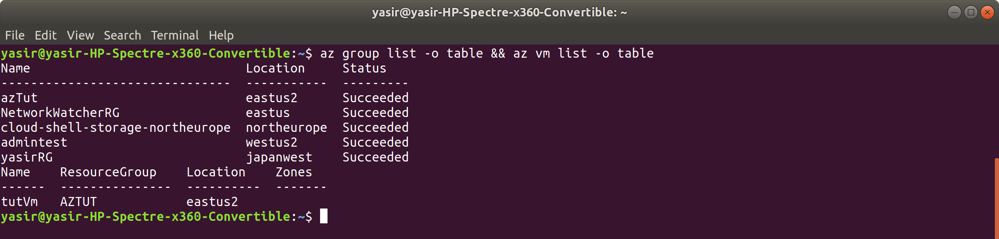 yasir@yasir-HP-Spectre-x360-Convertible: ~
File Edit View Search Terminal Help
yasir@yasir-HP-Spectre-x360-Convertible:~$ az group list -o table && az vm list -o table
Name                             Location     Status
-------------------------------  -----------  ---------
azTut                            eastus2      Succeeded
NetworkWatcherRG                 eastus       Succeeded
cloud-shell-storage-northeurope  northeurope  Succeeded
admintest                        westus2      Succeeded
yasirRG                          japanwest    Succeeded
Name    ResourceGroup    Location    Zones
------  ---------------  ----------  -------
tutVm   AZTUT            eastus2
yasir@yasir-HP-Spectre-x360-Convertible:~$